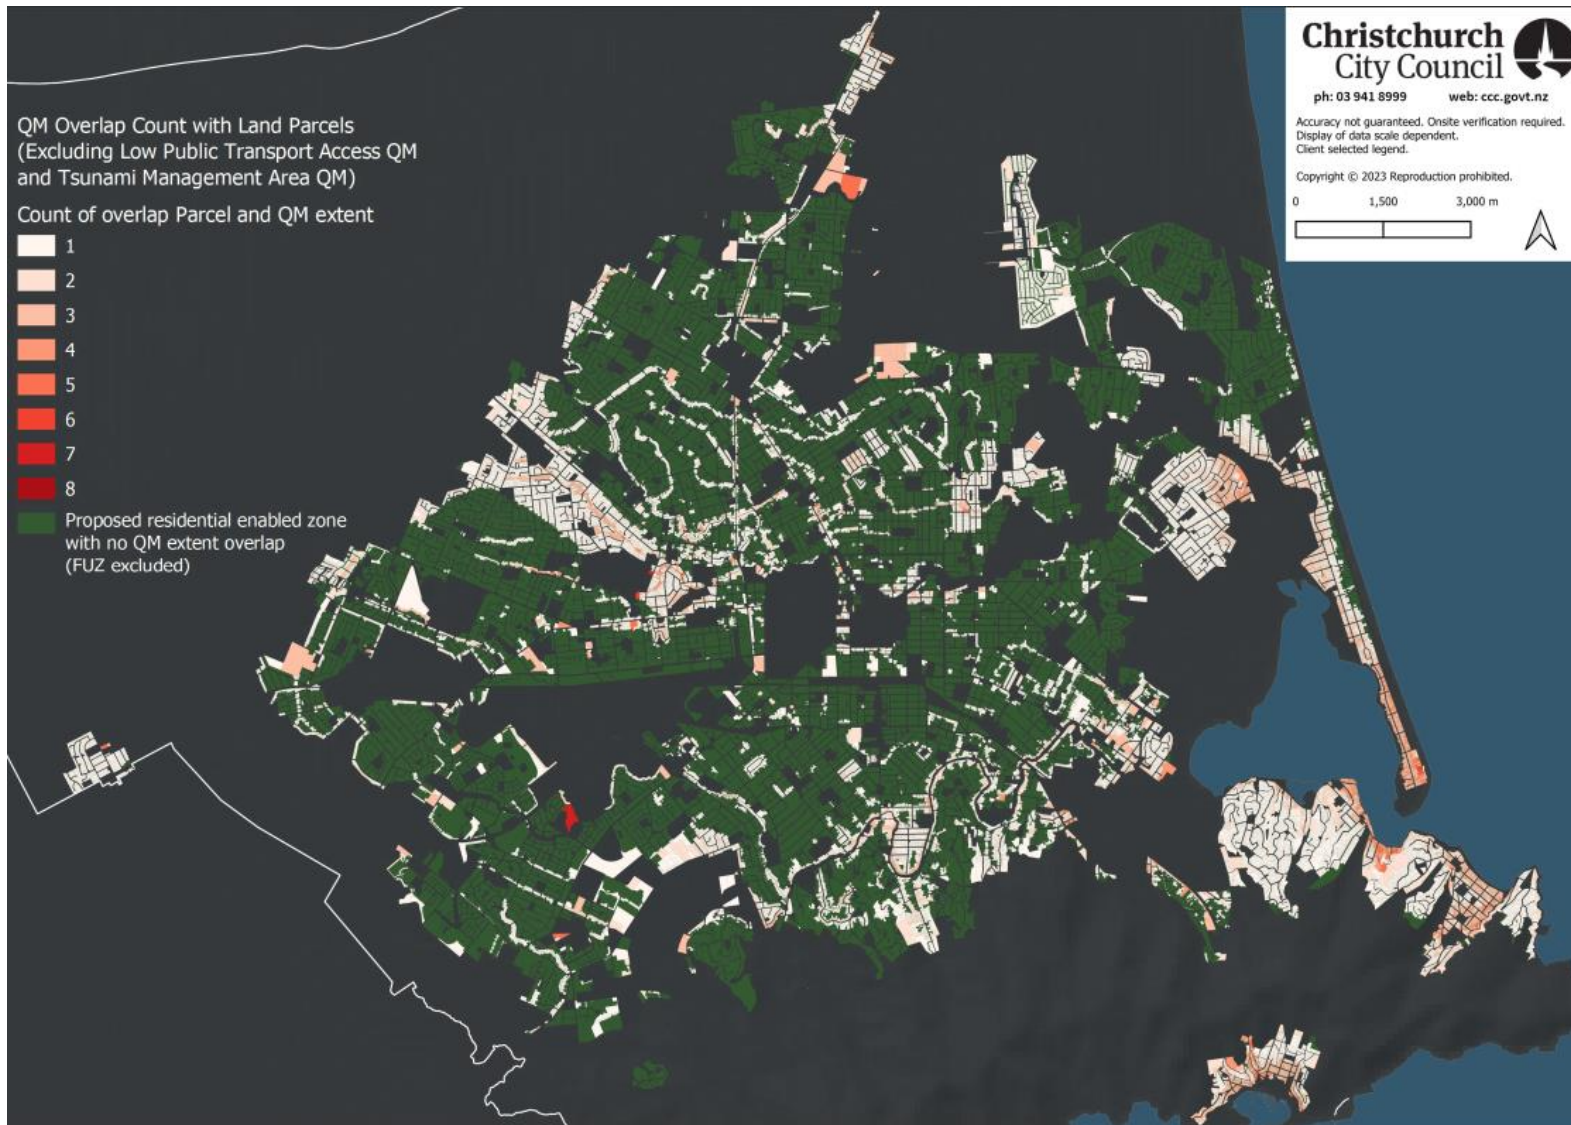 QM Overlap Count with Land Parcels
(Excluding Low Public Transport Access QM
and Tsunami Management Area QM)
Count of overlap Parcel and QM extent
1
2
3
4
5
6
7
8
Proposed residential enabled zone
with no QM extent overlap
(FUZ excluded)
Christchurch
City Council
ph: 03 941 8999 web: ccc.govt.nz
Accuracy not guaranteed. Onsite verification required.
Display of data scale dependent.
Client selected legend.
Copyright © 2023 Reproduction prohibited.
0 1,500 3,000 m